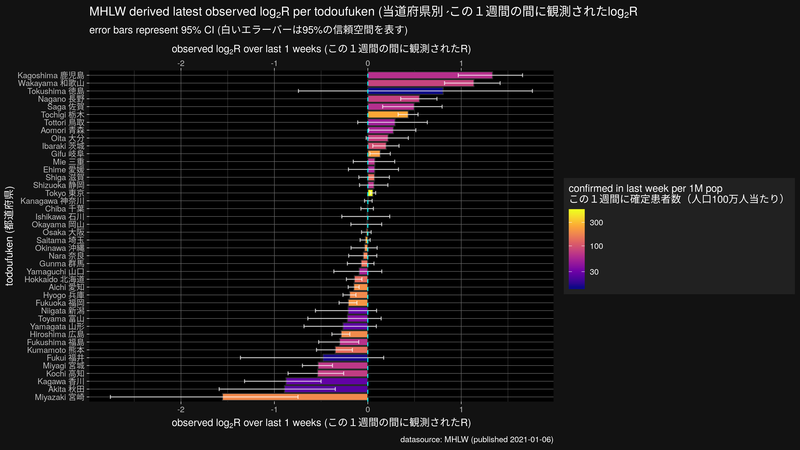 MHLW derived latest observed log2R per todoufuken (当道府県別 -この１週間の間に観測されたlog2R
error bars represent 95% CI (白いエラーバーは95%の信頼空間を表す)
observed log2R over last 1 weeks (この１週間の間に観測されたR)
-2 -1 0 1
todoufuken (都道府県)
Kagoshima 鹿児島
Wakayama 和歌山
Tokushima 徳島
Nagano 長野
Saga 佐賀
Tochigi 栃木
Tottori 鳥取
Aomori 青森
Oita 大分
Ibaraki 茨城
Gifu 岐阜
Mie 三重
Ehime 愛媛
Shiga 滋賀
Shizuoka 静岡
Tokyo 東京
Kanagawa 神奈川
Chiba 千葉
Ishikawa 石川
Okayama 岡山
Osaka 大阪
Saitama 埼玉
Okinawa 沖縄
Nara 奈良
Gunma 群馬
Yamaguchi 山口
Hokkaido 北海道
Aichi 愛知
Hyogo 兵庫
Fukuoka 福岡
Niigata 新潟
Toyama 富山
Yamagata 山形
Hiroshima 広島
Fukushima 福島
Kumamoto 熊本
Fukui 福井
Miyagi 宮城
Kochi 高知
Kagawa 香川
Akita 秋田
Miyazaki 宮崎
-2 -1 0 1
observed log2R over last 1 weeks (この１週間の間に観測されたR)
confirmed in last week per 1M pop
この１週間に確定患者数（人口100万人当たり）
300
100
30
datasource: MHLW (published 2021-01-06)